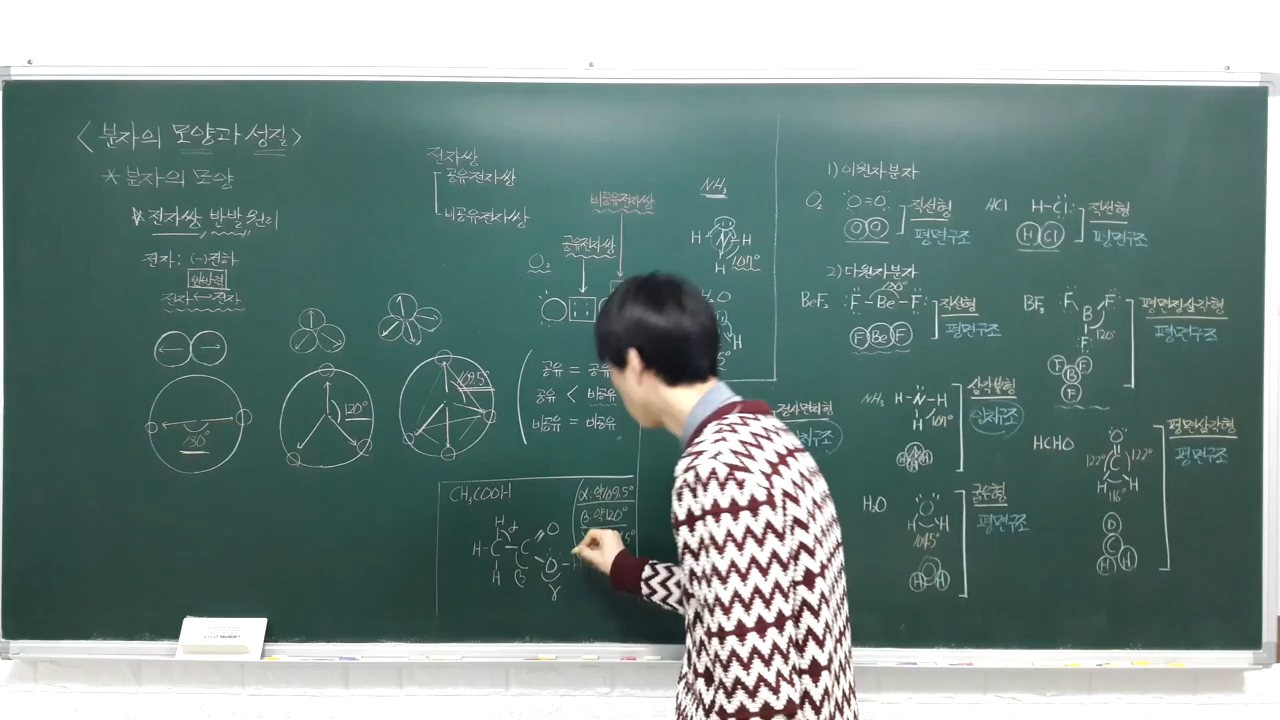 <분자의 모양과 성질>
* 분자의 모양
전자쌍 반발 원리
전자: (-)전하
반발력
전자 ↔ 전자
180°
120°
109.5°
전자쌍
공유전자쌍
비공유전자쌍
비공유전자쌍
공유전자쌍
O₂
공유 = 공유
공유 < 비공유
비공유 = 비공유
NH₃
H N H
H 107°
CH₃COOH
α:약109.5°
β:약120°
H α O
H-C-C
H β O
γ
1) 이원자분자
O₂ O=O 직선형
O O 평면구조
HCl H-Cl 직선형
H Cl 평면구조
2) 다원자분자
180°
BeF₂ F-Be-F 직선형
F Be F 평면구조
BF₃ F B F 평면정삼각형
F 120° 평면구조
F B F
F
NH₃ H-N-H 삼각뿔형
H 107° 입체구조
HCHO O 평면삼각형
122° C 122° 평면구조
H H
116°
O
C
H H
H₂O O 굽은형
H H 평면구조
104.5°
H O H